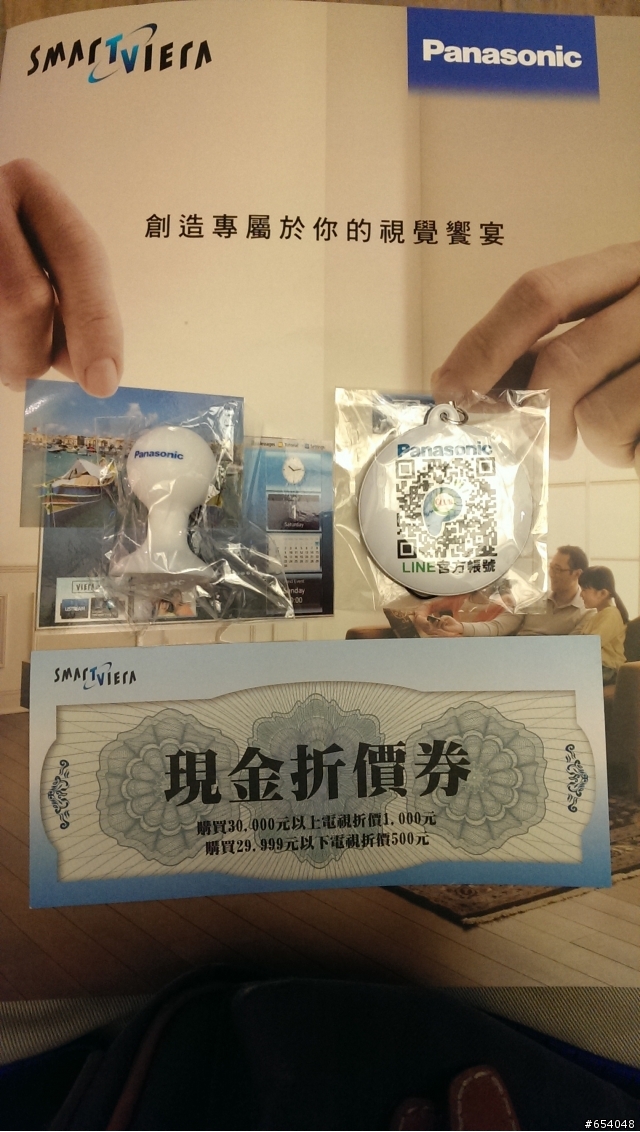 SMARTVIERA
Panasonic
創造專屬於你的視覺饗宴
Panasonic
Saturday
VIERA
Panasonic
LINE官方帳號
SMARTVIERA
現金折價券
購買30,000元以上電視折價1,000元
購買29,999元以下電視折價500元
#654048